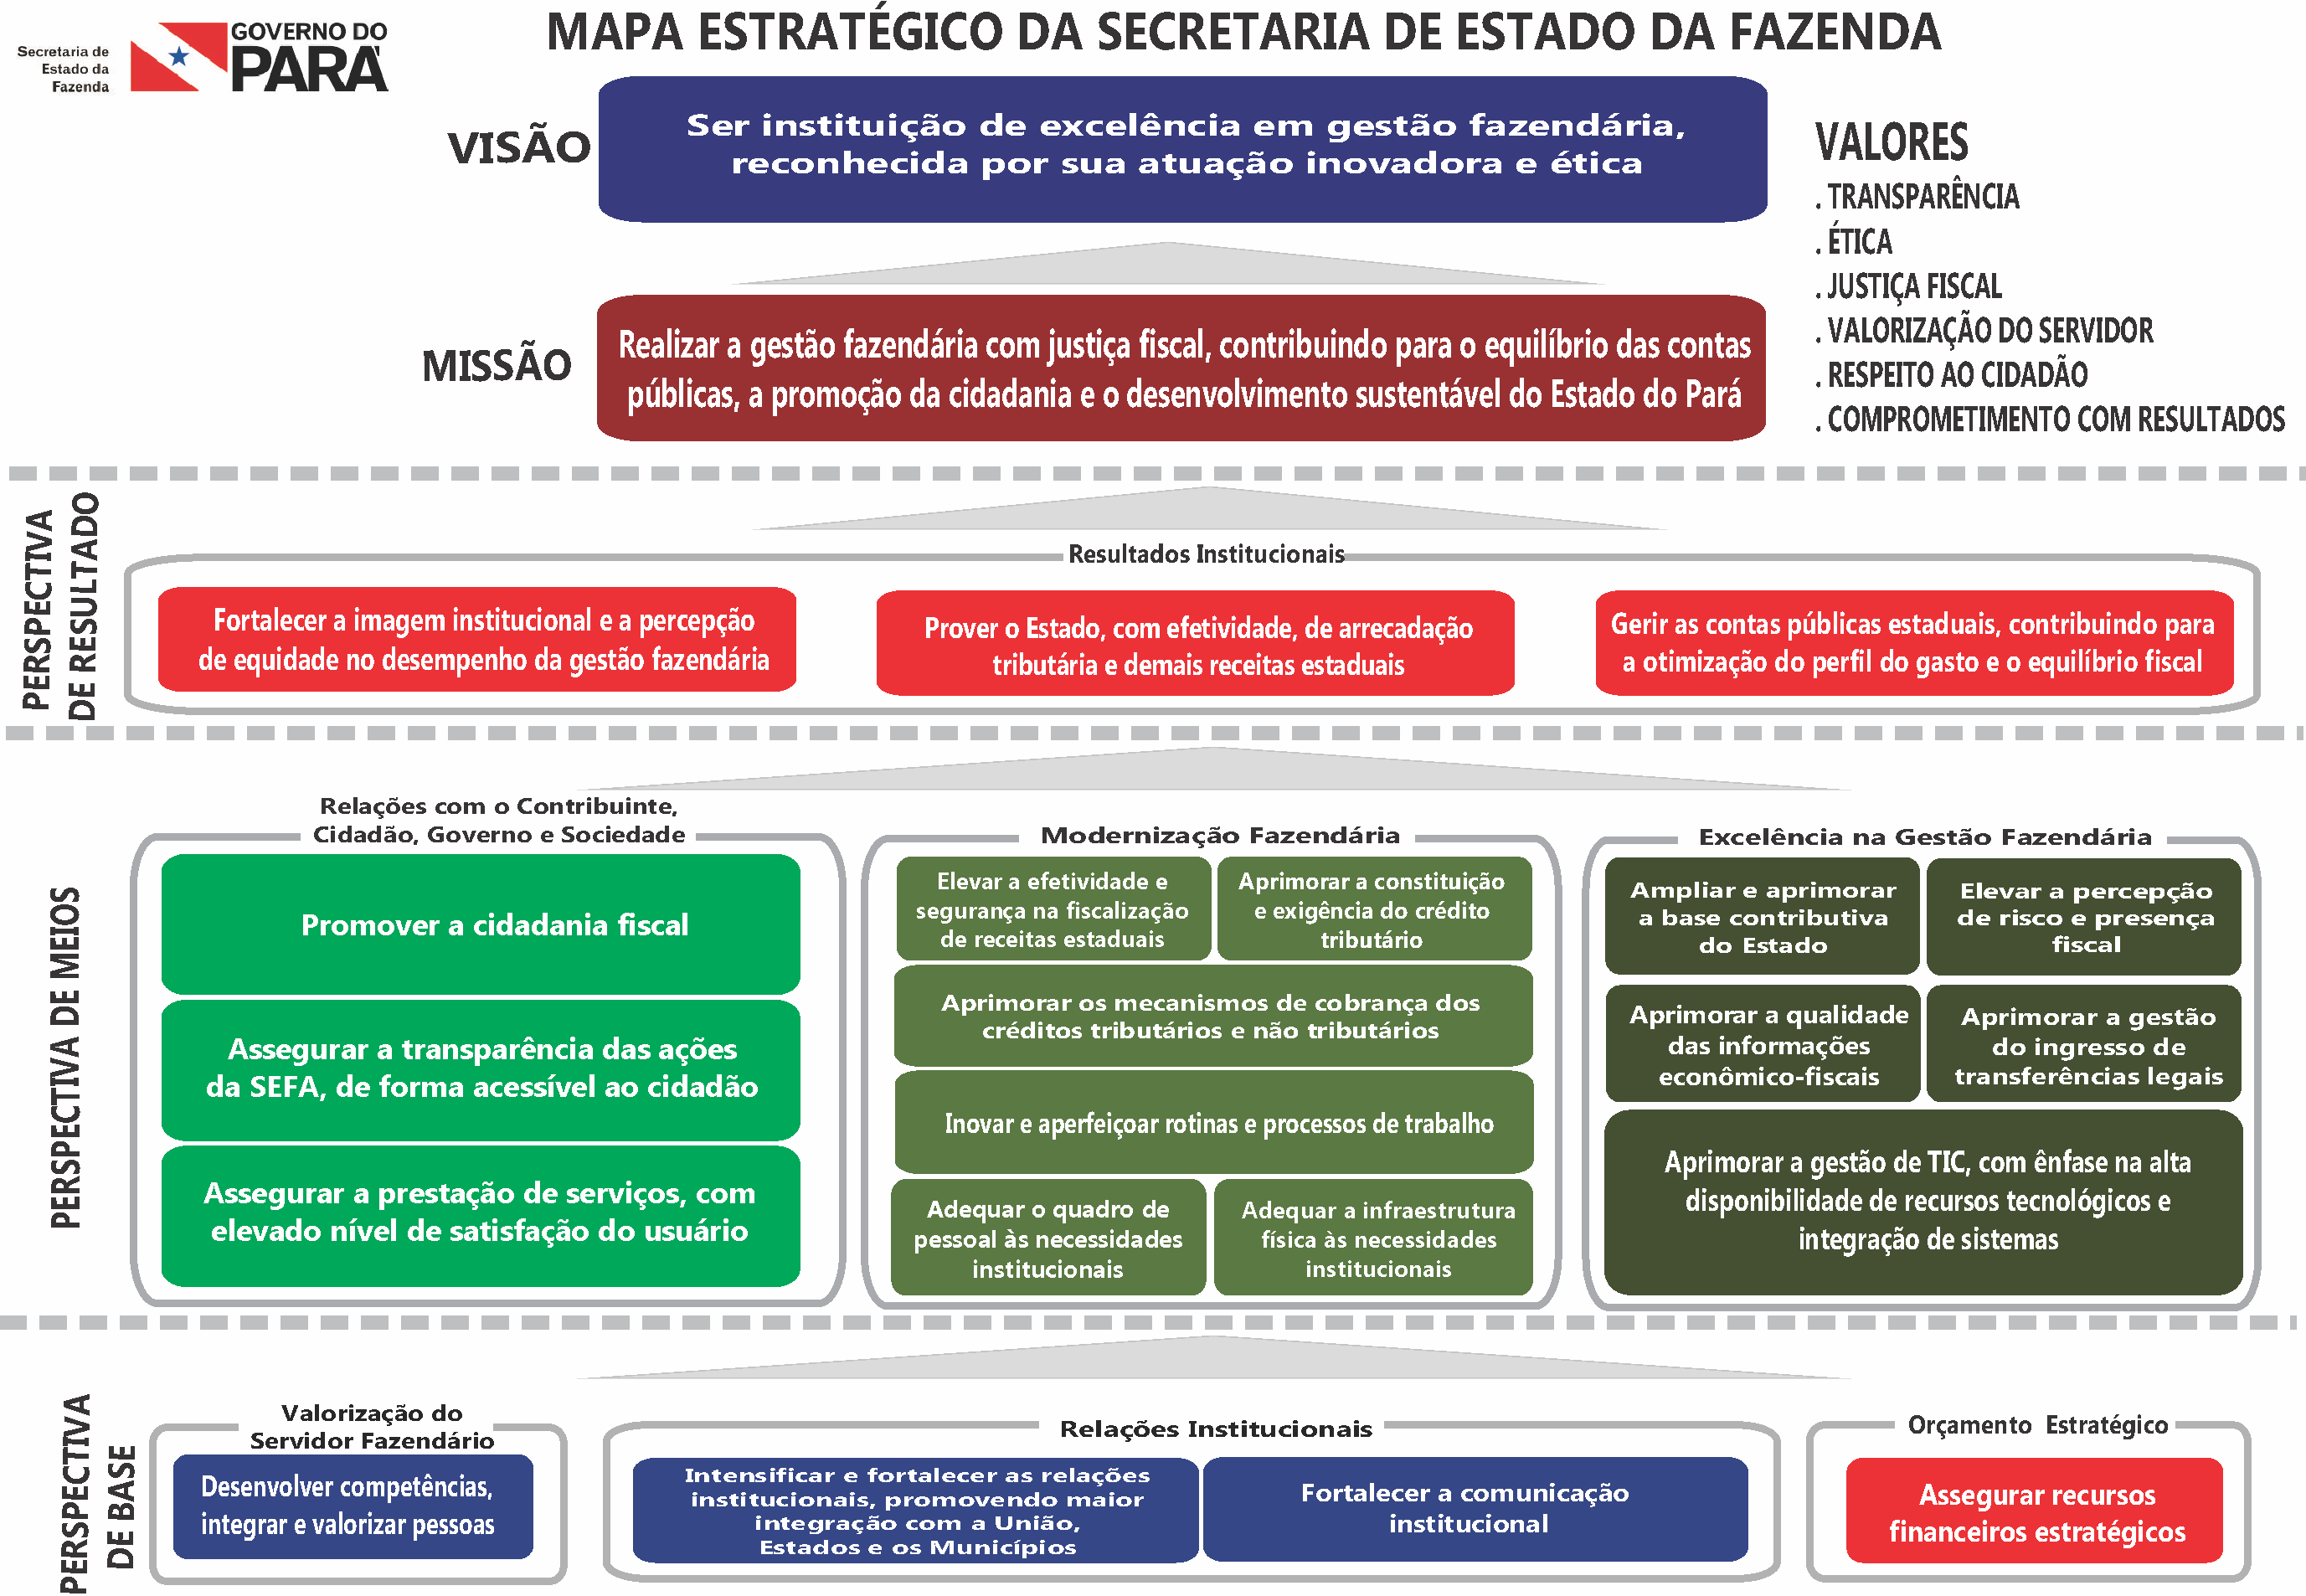 Secretaria de
Estado da
Fazenda
GOVERNO DO
PARÁ
MAPA ESTRATÉGICO DA SECRETARIA DE ESTADO DA FAZENDA
VISÃO
Ser instituição de excelência em gestão fazendária,
reconhecida por sua atuação inovadora e ética
MISSÃO
Realizar a gestão fazendária com justiça fiscal, contribuindo para o equilíbrio das contas
públicas, a promoção da cidadania e o desenvolvimento sustentável do Estado do Pará
VALORES
. TRANSPARÊNCIA
. ÉTICA
. JUSTIÇA FISCAL
. VALORIZAÇÃO DO SERVIDOR
. RESPEITO AO CIDADÃO
. COMPROMETIMENTO COM RESULTADOS
PERSPECTIVA
DE RESULTADO
Resultados Institucionais
Fortalecer a imagem institucional e a percepção
de equidade no desempenho da gestão fazendária
Prover o Estado, com efetividade, de arrecadação
tributária e demais receitas estaduais
Gerir as contas públicas estaduais, contribuindo para
a otimização do perfil do gasto e o equilíbrio fiscal
PERSPECTIVA DE MEIOS
Relações com o Contribuinte,
Cidadão, Governo e Sociedade
Promover a cidadania fiscal
Assegurar a transparência das ações
da SEFA, de forma acessível ao cidadão
Assegurar a prestação de serviços, com
elevado nível de satisfação do usuário
Modernização Fazendária
Elevar a efetividade e
segurança na fiscalização
de receitas estaduais
Aprimorar a constituição
e exigência do crédito
tributário
Aprimorar os mecanismos de cobrança dos
créditos tributários e não tributários
Inovar e aperfeiçoar rotinas e processos de trabalho
Adequar o quadro de
pessoal às necessidades
institucionais
Adequar a infraestrutura
física às necessidades
institucionais
Excelência na Gestão Fazendária
Ampliar e aprimorar
a base contributiva
do Estado
Elevar a percepção
de risco e presença
fiscal
Aprimorar a qualidade
das informações
econômico-fiscais
Aprimorar a gestão
do ingresso de
transferências legais
Aprimorar a gestão de TIC, com ênfase na alta
disponibilidade de recursos tecnológicos e
integração de sistemas
PERSPECTIVA
DE BASE
Valorização do
Servidor Fazendário
Desenvolver competências,
integrar e valorizar pessoas
Relações Institucionais
Intensificar e fortalecer as relações
institucionais, promovendo maior
integração com a União,
Estados e os Municípios
Fortalecer a comunicação
institucional
Orçamento Estratégico
Assegurar recursos
financeiros estratégicos